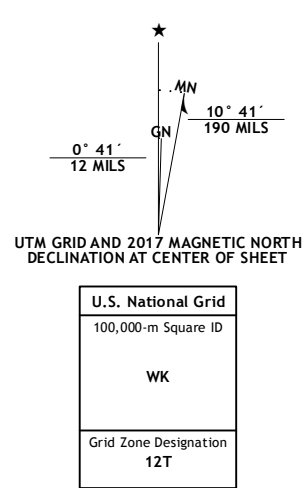 ★
MN
GN
10° 41´
190 MILS
0° 41´
12 MILS
UTM GRID AND 2017 MAGNETIC NORTH
DECLINATION AT CENTER OF SHEET
U.S. National Grid
100,000-m Square ID
WK
Grid Zone Designation
12T